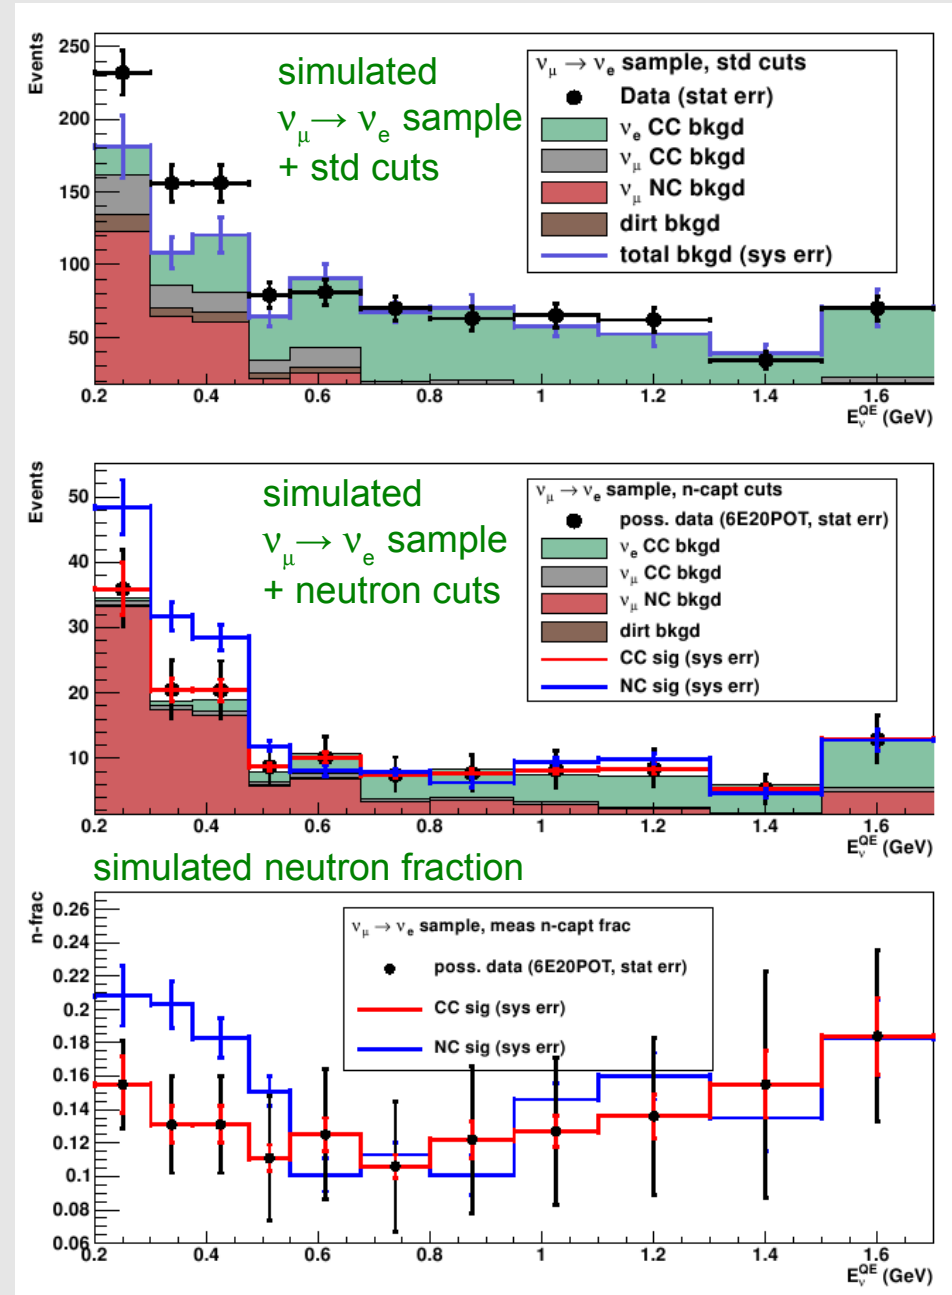 Events
250
200
150
100
50
simulated
νμ → νe sample
+ std cuts
νμ → νe sample, std cuts
Data (stat err)
νe CC bkgd
νμ CC bkgd
νμ NC bkgd
dirt bkgd
total bkgd (sys err)
0.2 0.4 0.6 0.8 1 1.2 1.4 1.6
EνQE (GeV)
Events
50
40
30
20
10
simulated
νμ → νe sample
+ neutron cuts
νμ → νe sample, n-capt cuts
poss. data (6E20POT, stat err)
νe CC bkgd
νμ CC bkgd
νμ NC bkgd
dirt bkgd
CC sig (sys err)
NC sig (sys err)
0.2 0.4 0.6 0.8 1 1.2 1.4 1.6
EνQE (GeV)
simulated neutron fraction
n-frac
0.26
0.24
0.22
0.2
0.18
0.16
0.14
0.12
0.1
0.08
0.06
νμ → νe sample, meas n-capt frac
poss. data (6E20POT, stat err)
CC sig (sys err)
NC sig (sys err)
0.2 0.4 0.6 0.8 1 1.2 1.4 1.6
EνQE (GeV)